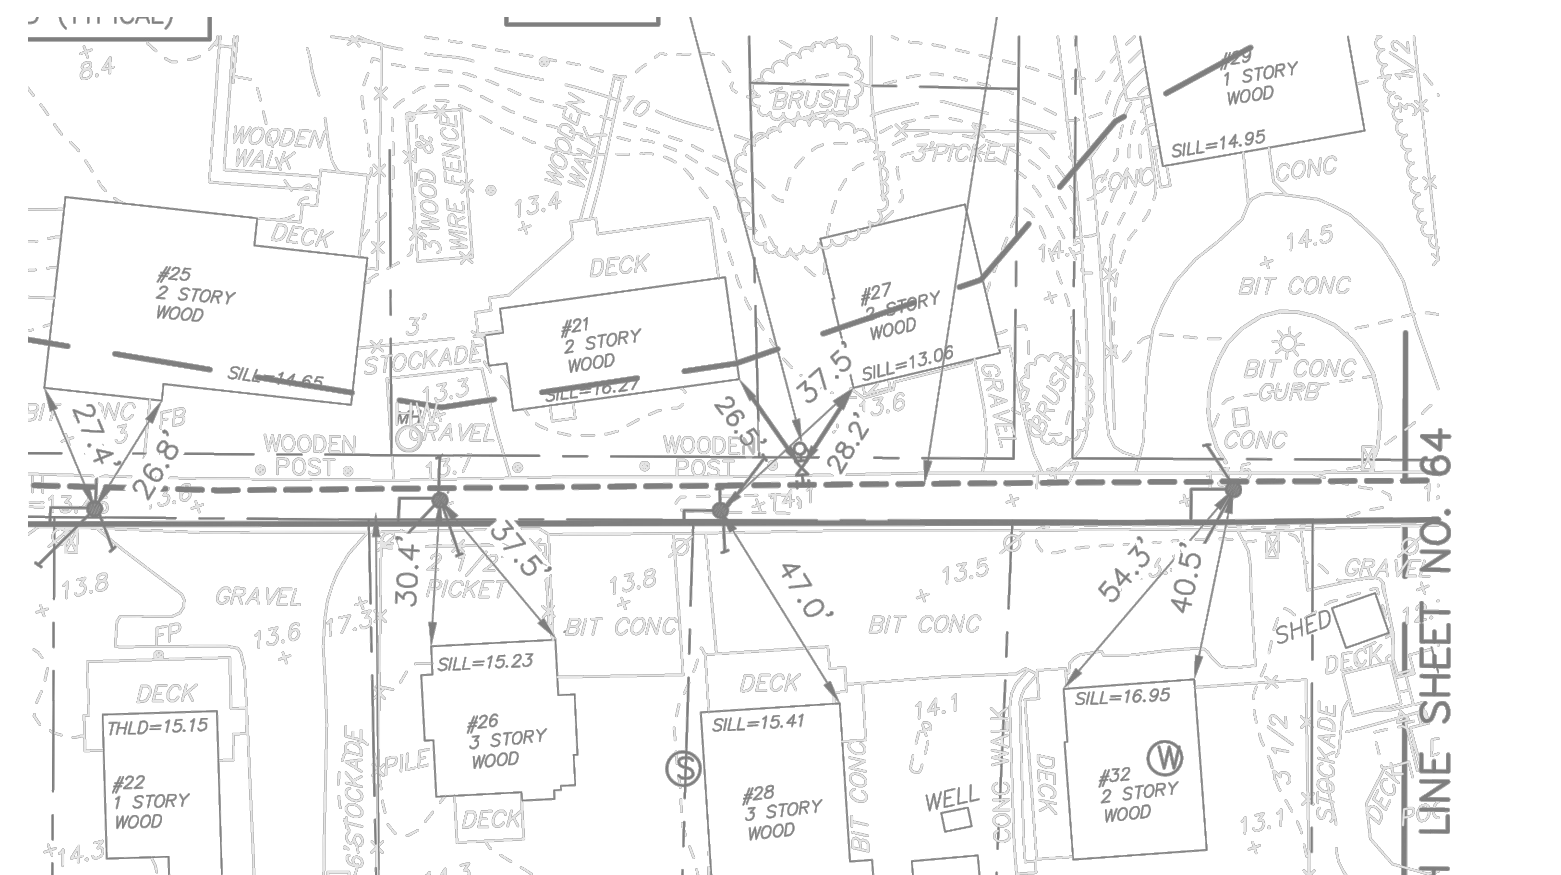 (TYPICAL)
8.4
WOODEN
WALK
3' WOOD &
WIRE FENCE
WOODEN
WALK
10
BRUSH
3' PICKET
#29
1 STORY
WOOD
SILL=14.95
CONC
CONC
13.4
DECK
DECK
14.5
BIT CONC
#25
2 STORY
WOOD
SILL=14.65
3'
STOCKADE
#21
2 STORY
WOOD
SILL=16.27
#27
2 STORY
WOOD
SILL=13.06
BIT CONC
CURB
CONC
GRAVEL
BRUSH
13.3
MH
GRAVEL
13.7
WOODEN
POST
WOODEN
POST
13.6
27.4'
26.8'
26.5'
37.5'
28.2'
30.4'
37.5'
47.0'
54.3'
40.5'
13.8
GRAVEL
13.6
17.3
2 1/2
PICKET
13.8
BIT CONC
13.5
BIT CONC
GRAVEL
SHED
DECK
FP
DECK
THLD=15.15
#22
1 STORY
WOOD
14.3
6' STOCKADE
PILE
SILL=15.23
#26
3 STORY
WOOD
DECK
14.3
S
DECK
SILL=15.41
#28
3 STORY
WOOD
BIT CONC
14.1
WELL
CONC WALK
DECK
SILL=16.95
#32
2 STORY
WOOD
W
13.1
3 1/2
STOCKADE
DECK
H LINE SHEET NO. 64